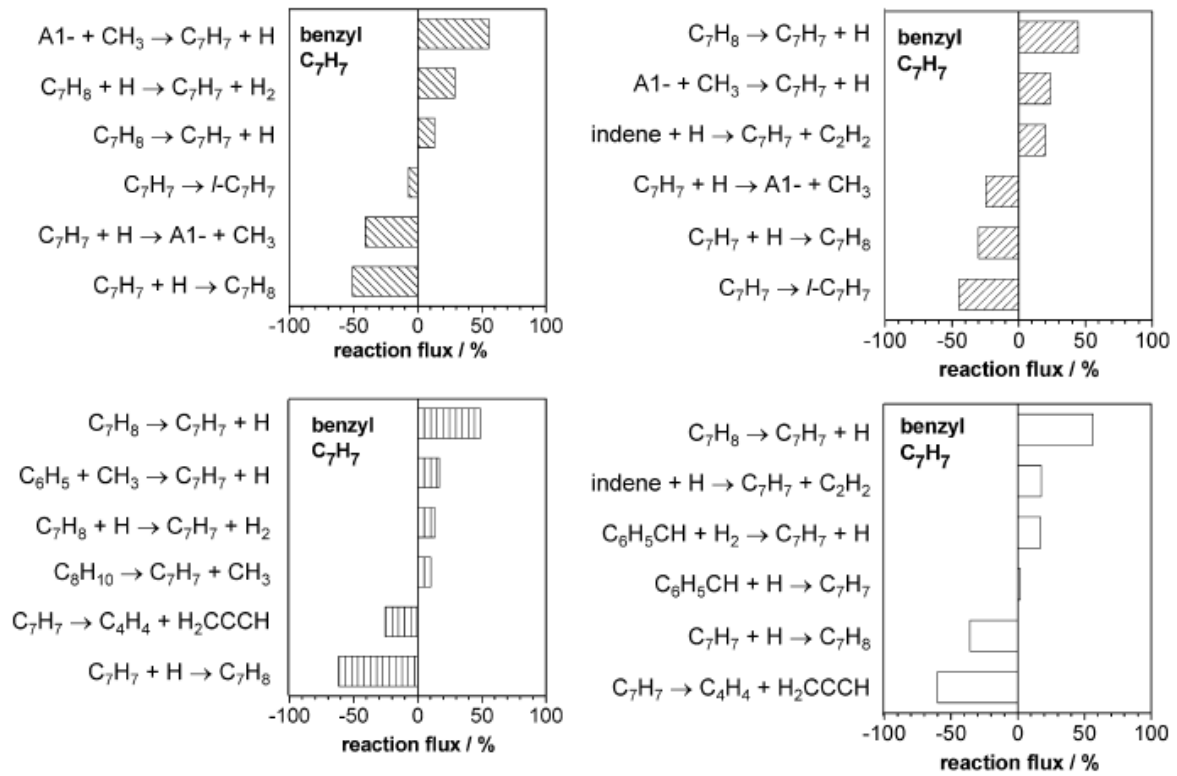 A1- + CH₃ → C₇H₇ + H
C₇H₈ + H → C₇H₇ + H₂
C₇H₈ → C₇H₇ + H
C₇H₇ → l-C₇H₇
C₇H₇ + H → A1- + CH₃
C₇H₇ + H → C₇H₈
benzyl
C₇H₇
-100 -50 0 50 100
reaction flux / %
C₇H₈ → C₇H₇ + H
A1- + CH₃ → C₇H₇ + H
indene + H → C₇H₇ + C₂H₂
C₇H₇ + H → A1- + CH₃
C₇H₇ + H → C₇H₈
C₇H₇ → l-C₇H₇
benzyl
C₇H₇
-100 -50 0 50 100
reaction flux / %
C₇H₈ → C₇H₇ + H
C₆H₅ + CH₃ → C₇H₇ + H
C₇H₈ + H → C₇H₇ + H₂
C₈H₁₀ → C₇H₇ + CH₃
C₇H₇ → C₄H₄ + H₂CCCH
C₇H₇ + H → C₇H₈
benzyl
C₇H₇
-100 -50 0 50 100
reaction flux / %
C₇H₈ → C₇H₇ + H
indene + H → C₇H₇ + C₂H₂
C₆H₅CH + H₂ → C₇H₇ + H
C₆H₅CH + H → C₇H₇
C₇H₇ + H → C₇H₈
C₇H₇ → C₄H₄ + H₂CCCH
benzyl
C₇H₇
-100 -50 0 50 100
reaction flux / %